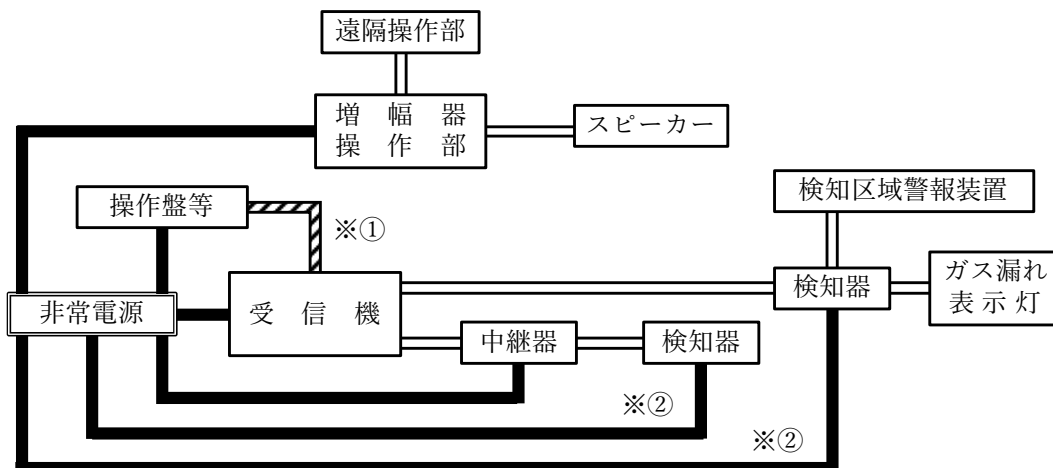 遠隔操作部
増幅器
操作部
スピーカー
操作盤等
※①
検知区域警報装置
非常電源
受信機
検知器
ガス漏れ
表示灯
中継器
検知器
※②
※②